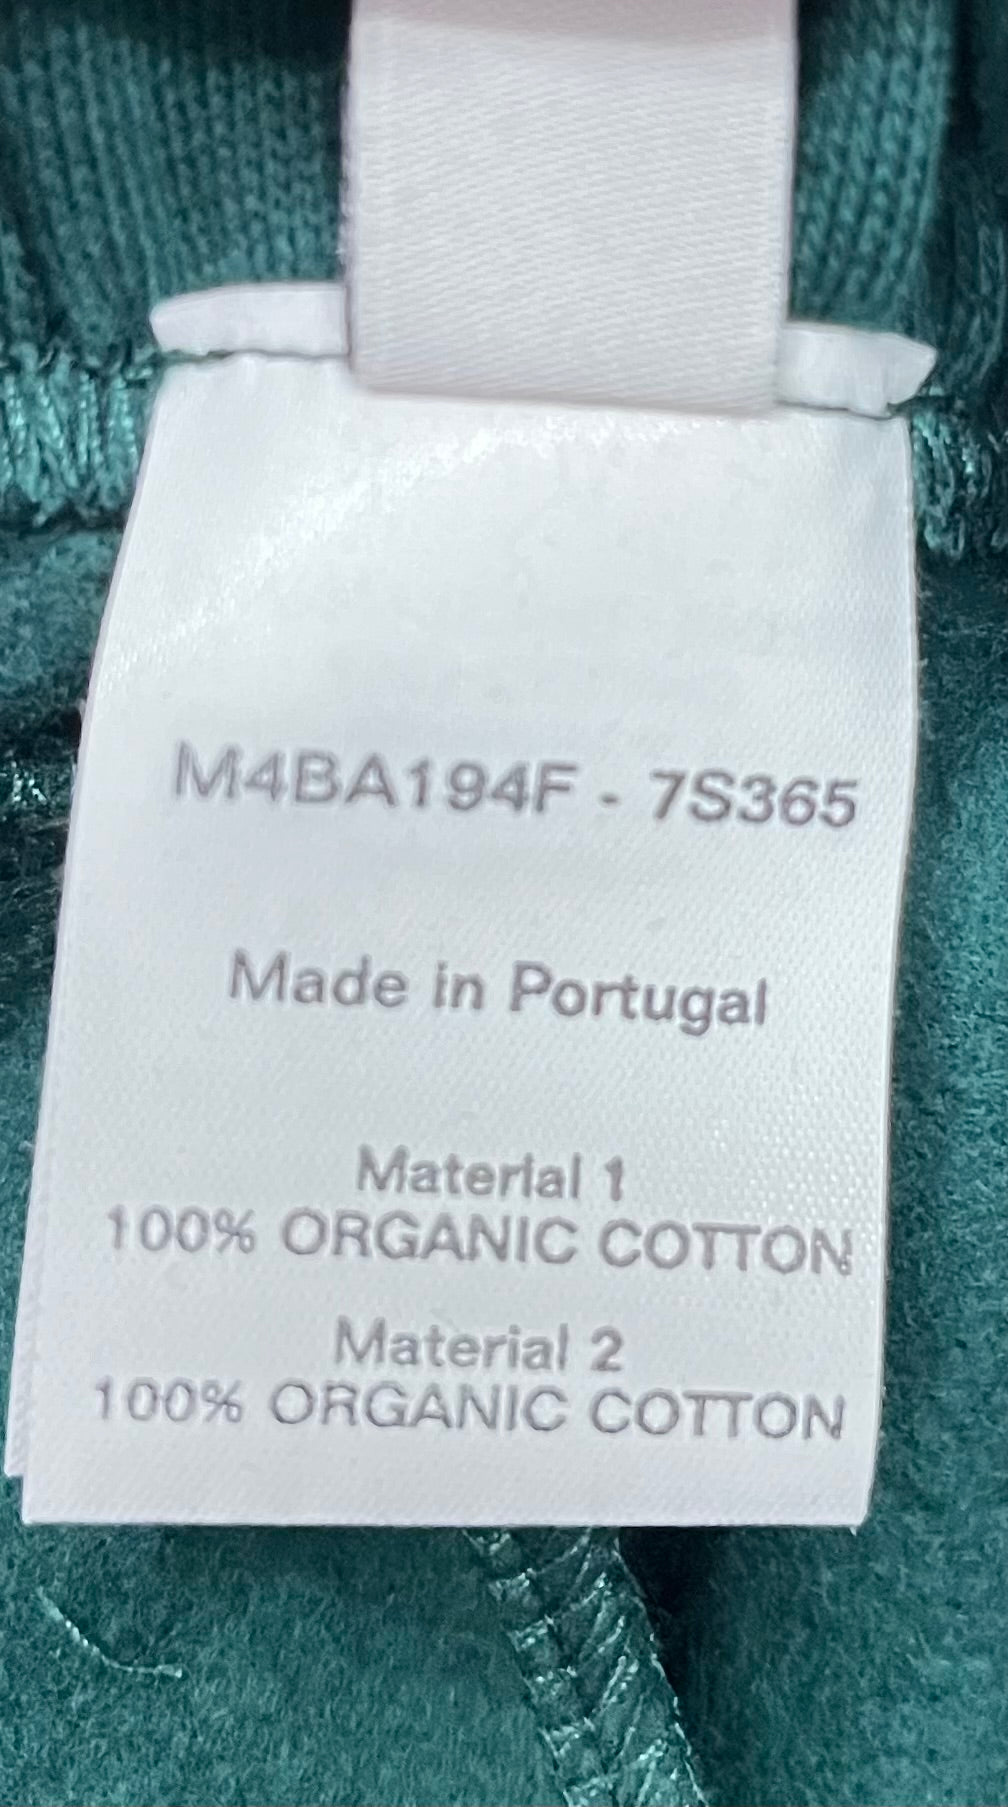 M4BA194F - 7S365
Made in Portugal
Material 1
100% ORGANIC COTTON
Material 2
100% ORGANIC COTTON